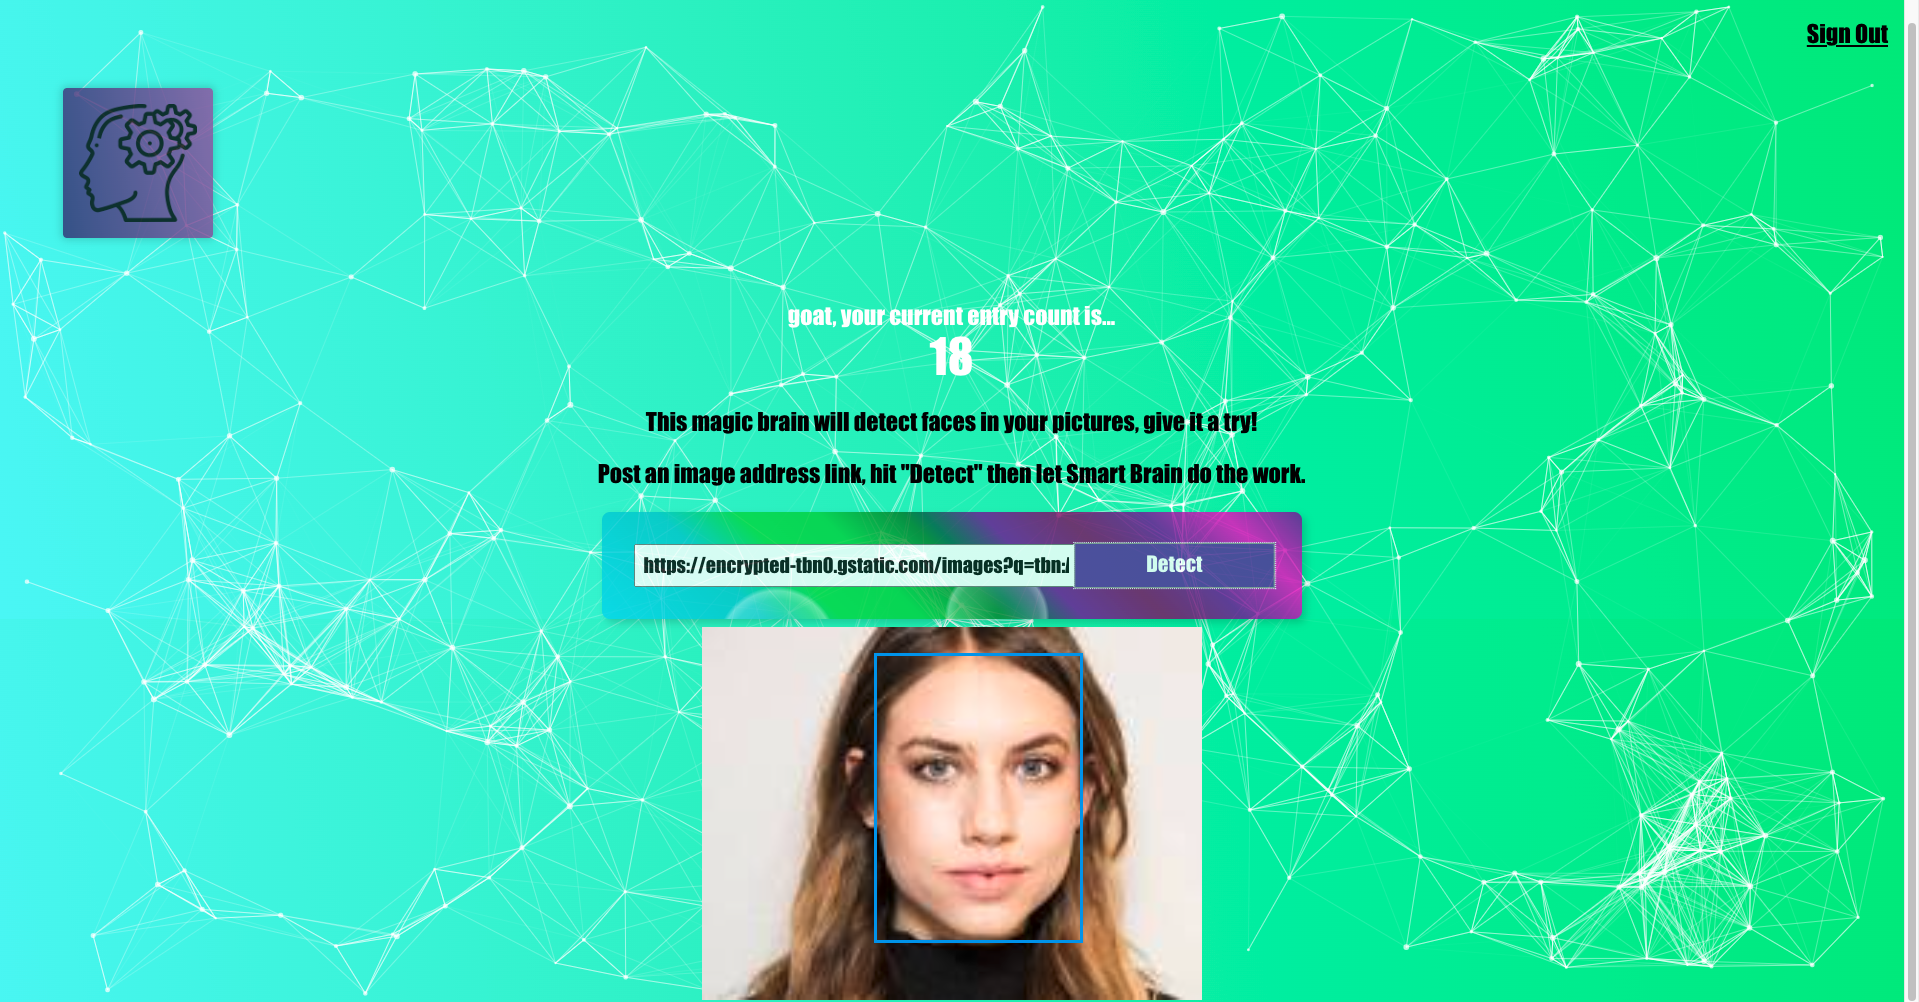 Sign Out
goat, your current entry count is...
18
This magic brain will detect faces in your pictures, give it a try!
Post an image address link, hit "Detect" then let Smart Brain do the work.
https://encrypted-tbn0.gstatic.com/images?q=tbn:
Detect